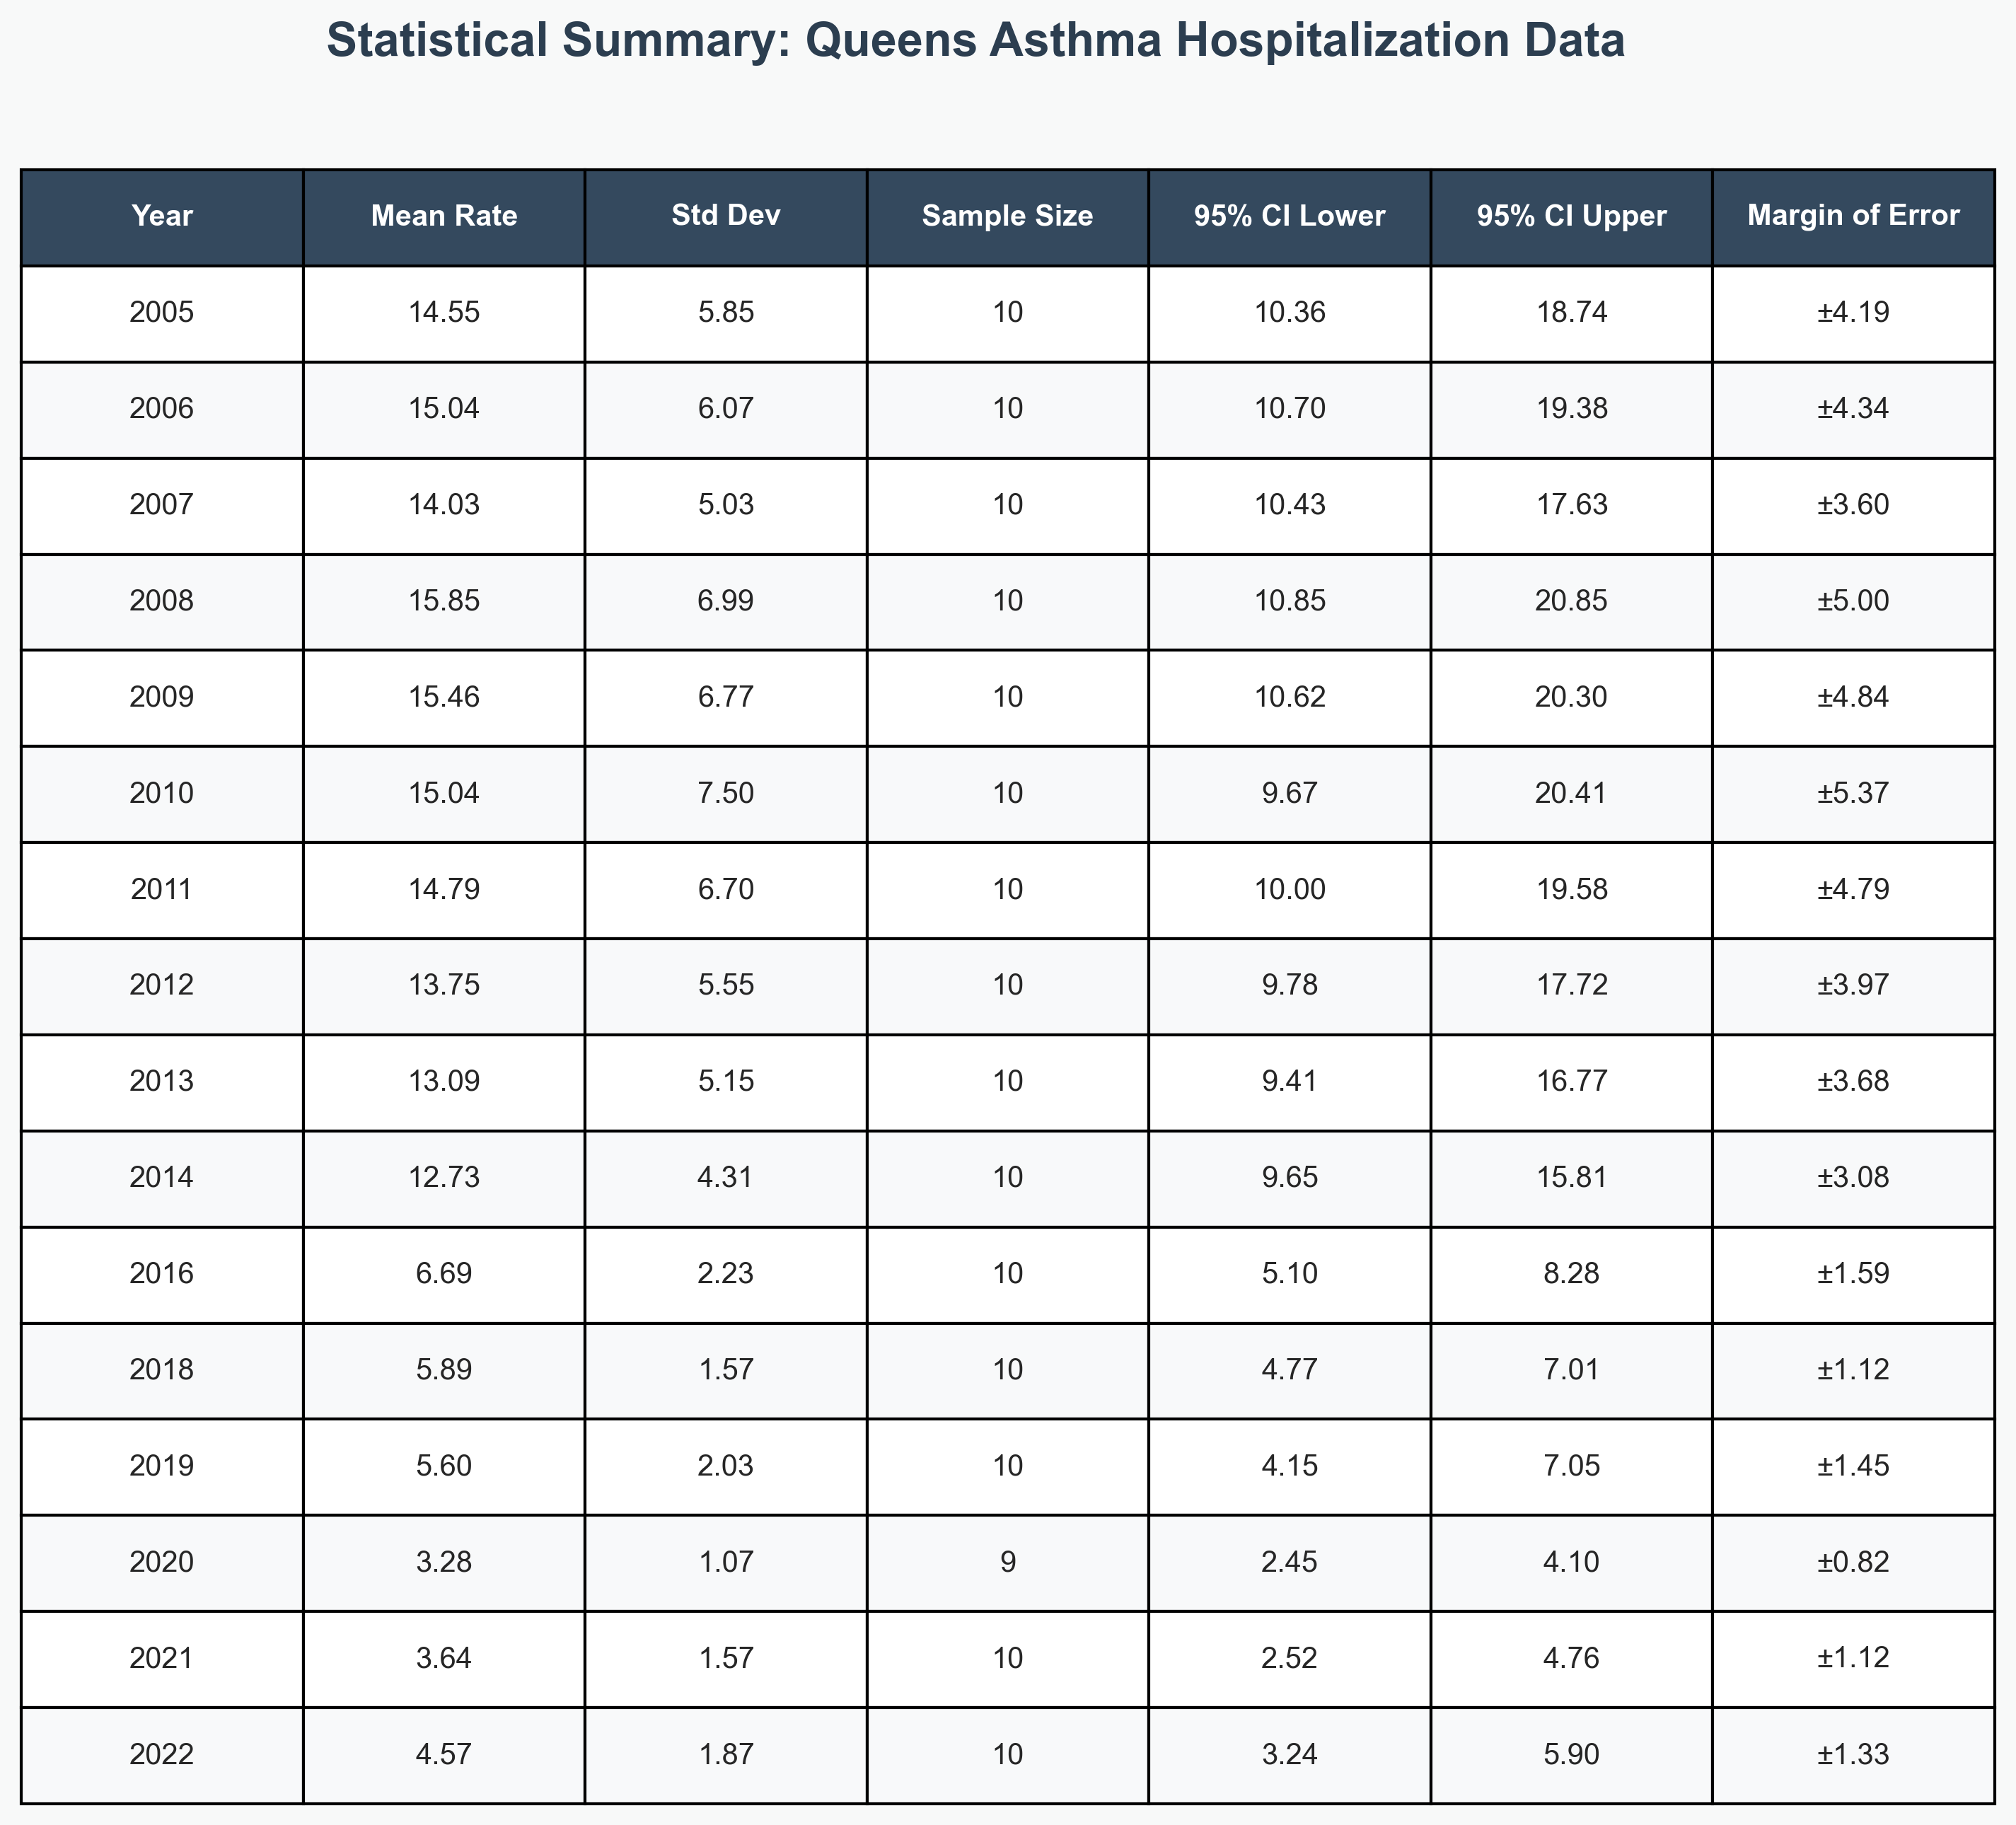 Statistical Summary: Queens Asthma Hospitalization Data
Year Mean Rate Std Dev Sample Size 95% CI Lower 95% CI Upper Margin of Error
2005 14.55 5.85 10 10.36 18.74 ±4.19
2006 15.04 6.07 10 10.70 19.38 ±4.34
2007 14.03 5.03 10 10.43 17.63 ±3.60
2008 15.85 6.99 10 10.85 20.85 ±5.00
2009 15.46 6.77 10 10.62 20.30 ±4.84
2010 15.04 7.50 10 9.67 20.41 ±5.37
2011 14.79 6.70 10 10.00 19.58 ±4.79
2012 13.75 5.55 10 9.78 17.72 ±3.97
2013 13.09 5.15 10 9.41 16.77 ±3.68
2014 12.73 4.31 10 9.65 15.81 ±3.08
2016 6.69 2.23 10 5.10 8.28 ±1.59
2018 5.89 1.57 10 4.77 7.01 ±1.12
2019 5.60 2.03 10 4.15 7.05 ±1.45
2020 3.28 1.07 9 2.45 4.10 ±0.82
2021 3.64 1.57 10 2.52 4.76 ±1.12
2022 4.57 1.87 10 3.24 5.90 ±1.33